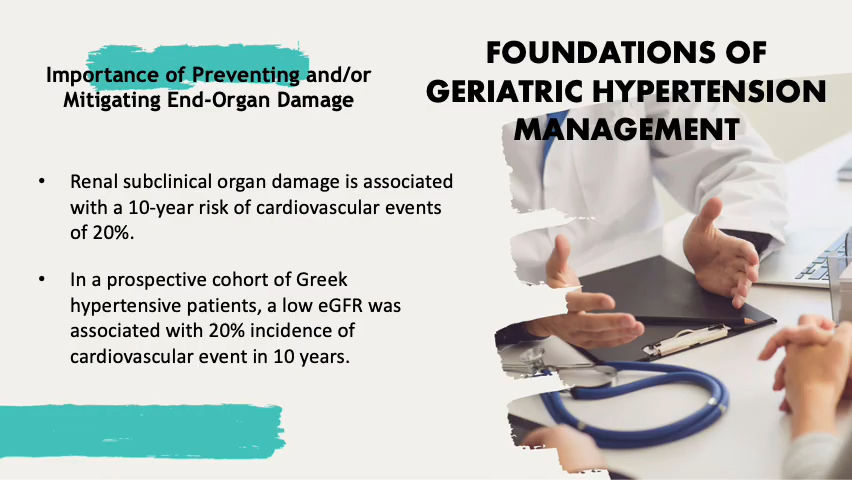 FOUNDATIONS OF
GERIATRIC HYPERTENSION
MANAGEMENT
Importance of Preventing and/or
Mitigating End-Organ Damage
• Renal subclinical organ damage is associated
with a 10-year risk of cardiovascular events
of 20%.
• In a prospective cohort of Greek
hypertensive patients, a low eGFR was
associated with 20% incidence of
cardiovascular event in 10 years.